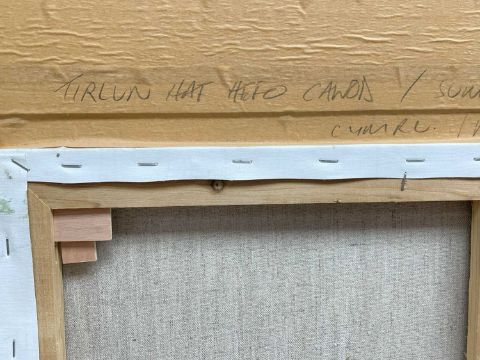 TIRLUN HAF HEFO CAWOD / SUM
CYMRU. /